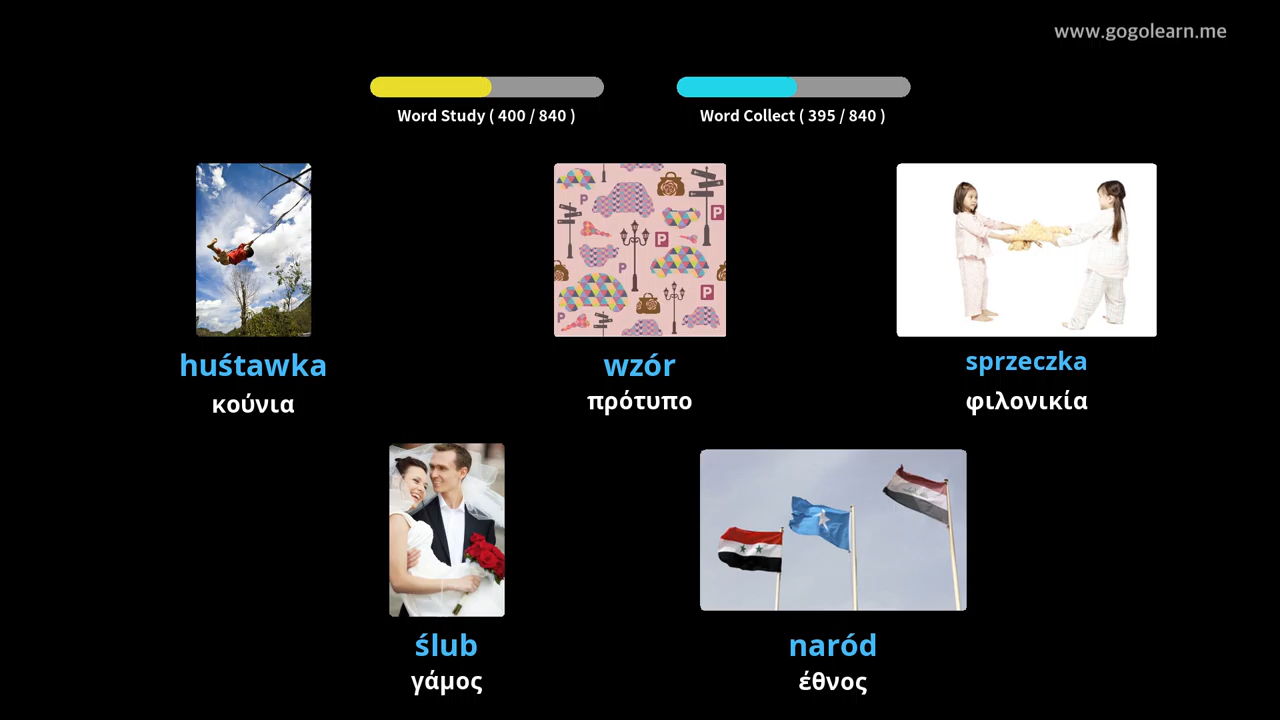 www.gogolearn.me
Word Study ( 400 / 840 )
Word Collect ( 395 / 840 )
P
P
P
P
P
P
huśtawka
κούνια
wzór
πρότυπο
sprzeczka
φιλονικία
ślub
γάμος
naród
έθνος